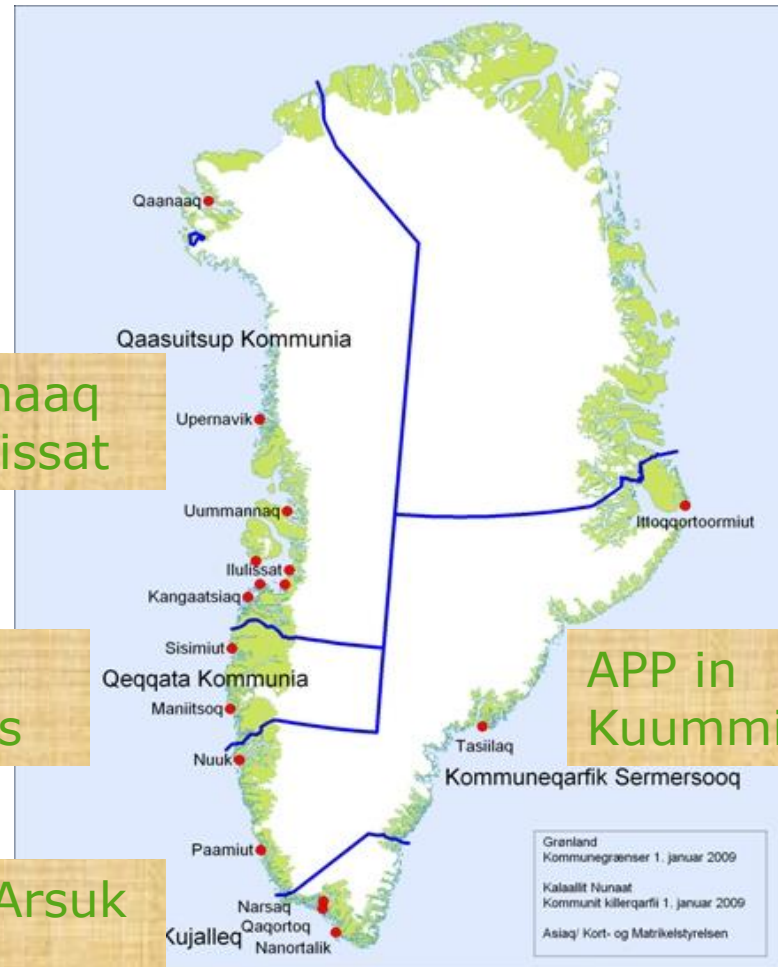 Qaanaaq
Qaasuitsup Kommunia
naaq
issat
Upernavik
Uummannaq
Ittoqqortoormiut
Ilulissat
Kangaatsiaq
Sisimiut
Qeqqata Kommunia
s
APP in
Kuummi
Maniitsoq
Tasiilaq
Nuuk
Kommuneqarfik Sermersooq
Paamiut
Grønland
Kommunegrænser 1. januar 2009
Kalaallit Nunaat
Kommunit killeqarfii 1. januar 2009
Asiaq/ Kort- og Matrikelstyrelsen
Arsuk
Narsaq
Qaqortoq
Kujalleq
Nanortalik